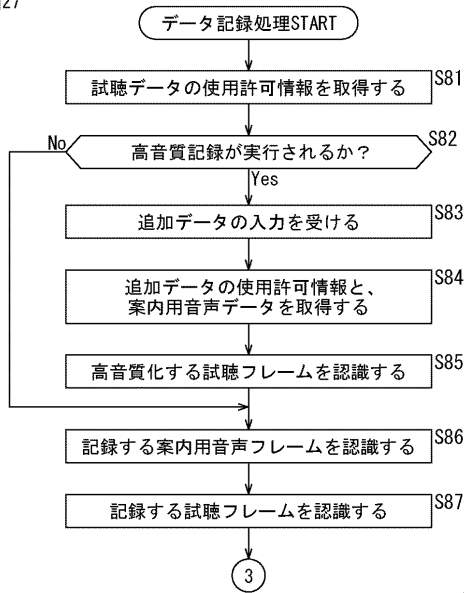 27
データ記録処理START
試聴データの使用許可情報を取得する
S81
高音質記録が実行されるか？
S82
No
Yes
追加データの入力を受ける
S83
追加データの使用許可情報と、
案内用音声データを取得する
S84
高音質化する試聴フレームを認識する
S85
記録する案内用音声フレームを認識する
S86
記録する試聴フレームを認識する
S87
3